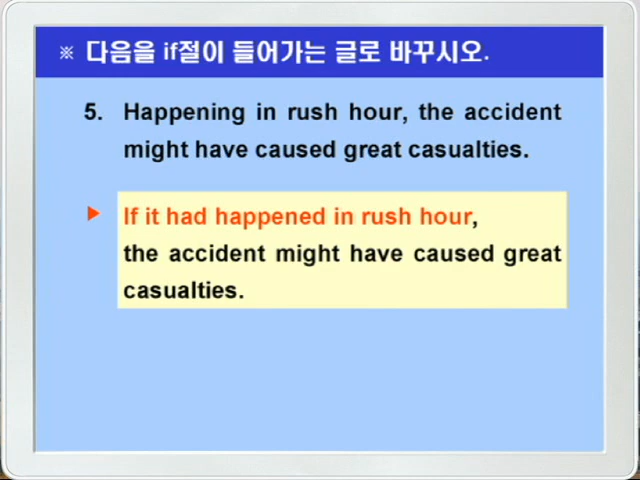 ※ 다음을 if절이 들어가는 글로 바꾸시오.
5. Happening in rush hour, the accident
might have caused great casualties.
▶ If it had happened in rush hour,
the accident might have caused great
casualties.